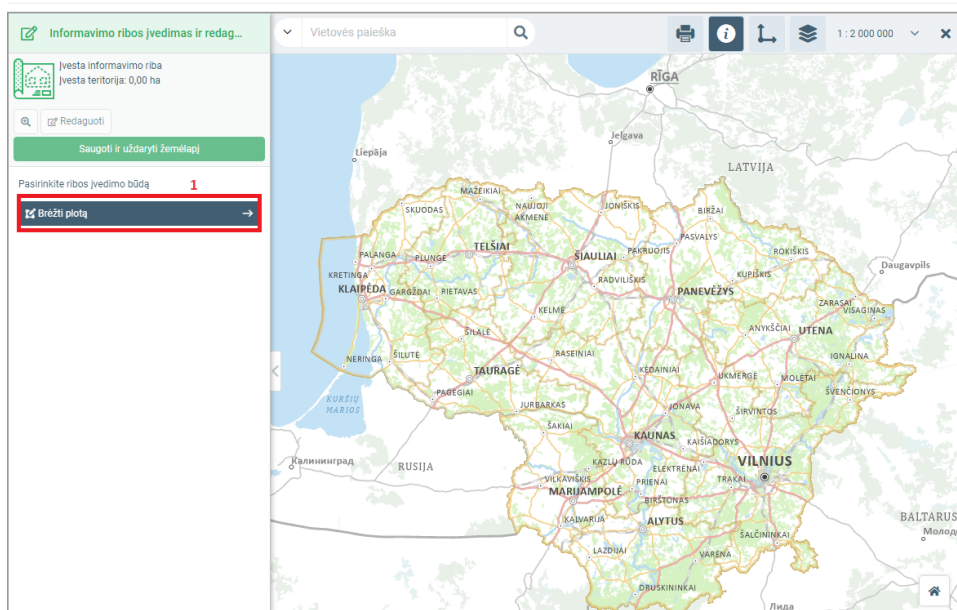 Informavimo ribos įvedimas ir redag...
Vietovės paieška
1 : 2 000 000
Įvesta informavimo riba
Įvesta teritorija: 0,00 ha
Redaguoti
Saugoti ir uždaryti žemėlapį
Pasirinkite ribos įvedimo būdą
1
Brėžti plotą
RĪGA
Jelgava
Liepāja
LATVIJA
MAŽEIKIAI
SKUODAS
NAUJOJI
AKMENĖ
JONIŠKIS
BIRŽAI
PASVALYS
PALANGA
PLUNGĖ
TELŠIAI
ŠIAULIAI
PAKRUOJIS
ROKIŠKIS
Daugavpils
KRETINGA
KLAIPĖDA
GARGŽDAI
RIETAVAS
RADVILIŠKIS
PANEVĖŽYS
KUPIŠKIS
ZARASAI
VISAGINAS
KELMĖ
ŠILALĖ
ANYKŠČIAI
UTENA
NERINGA
ŠILUTĖ
RASEINIAI
IGNALINA
TAURAGĖ
KĖDAINIAI
UKMERGĖ
MOLĖTAI
ŠVENČIONYS
PAGĖGIAI
KURŠIŲ
MARIOS
JURBARKAS
JONAVA
ŠIRVINTOS
ŠAKIAI
KAUNAS
KAIŠIADORYS
Калининград
RUSIJA
KAZLŲ RŪDA
ELEKTRĖNAI
VILNIUS
VILKAVIŠKIS
PRIENAI
TRAKAI
MARIJAMPOLĖ
BIRŠTONAS
KALVARIJA
ALYTUS
BALTARUS
ŠALČININKAI
Молод
LAZDIJAI
VARĖNA
DRUSKININKAI
Лида